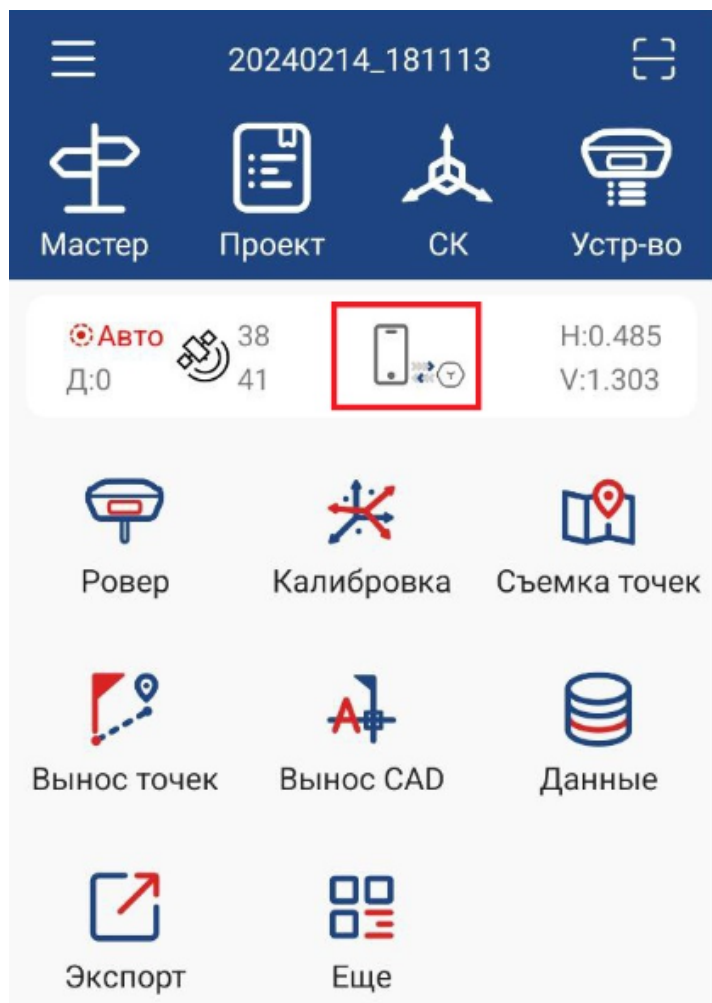 20240214_181113
Мастер Проект СК Устр-во
Авто 38 H:0.485
Д:0 41 V:1.303
Ровер Калибровка Съемка точек
Вынос точек Вынос CAD Данные
Экспорт Еще